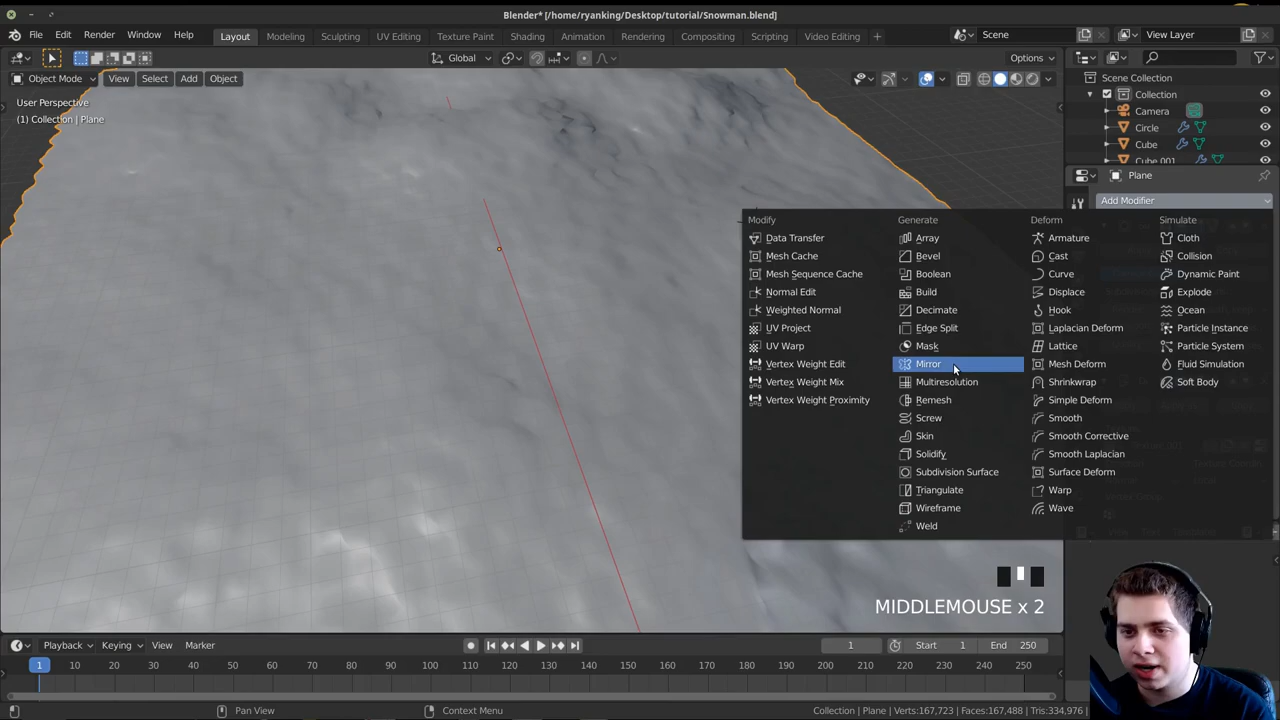 Blender* [/home/ryanking/Desktop/tutorial/Snowman.blend]
File Edit Render Window Help Layout Modeling Sculpting UV Editing Texture Paint Shading Animation Rendering Compositing Scripting Video Editing + Scene View Layer
Global Options
Object Mode View Select Add Object
User Perspective
(1) Collection | Plane
Scene Collection
Collection
Camera
Circle
Cube
Cube.001
Plane
Add Modifier
Modify Generate Deform Simulate
Data Transfer Array Armature Cloth
Mesh Cache Bevel Cast Collision
Mesh Sequence Cache Boolean Curve Dynamic Paint
Normal Edit Build Displace Explode
Weighted Normal Decimate Hook Ocean
UV Project Edge Split Laplacian Deform Particle Instance
UV Warp Mask Lattice Particle System
Vertex Weight Edit Mirror Mesh Deform Fluid Simulation
Vertex Weight Mix Multiresolution Shrinkwrap Soft Body
Vertex Weight Proximity Remesh Simple Deform
Screw Smooth
Skin Smooth Corrective
Solidify Smooth Laplacian
Subdivision Surface Surface Deform
Triangulate Warp
Wireframe Wave
Weld
MIDDLEMOUSE x 2
Playback Keying View Marker 1 Start 1 End 250
1 10 20 30 40 50 60 70 80 90 100 110 120 130 140 150 160 170 180 190 200 210 220 230 240 250
Pan View Context Menu Collection | Plane | Verts:167,723 | Faces:167,488 | Tris:334,976